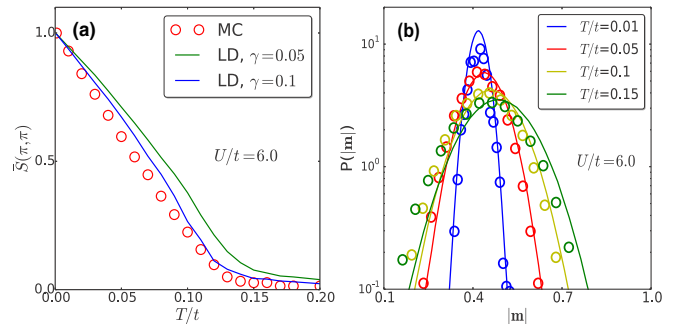 (a)
MC
LD, γ=0.05
LD, γ=0.1
U/t=6.0
S̄(π,π)
1.0
0.5
0.0
0.00 0.05 0.10 0.15 0.20
T/t
(b)
T/t=0.01
T/t=0.05
T/t=0.1
T/t=0.15
U/t=6.0
P(|m|)
10¹
10⁰
10⁻¹
0.1 0.4 0.7 1.0
|m|